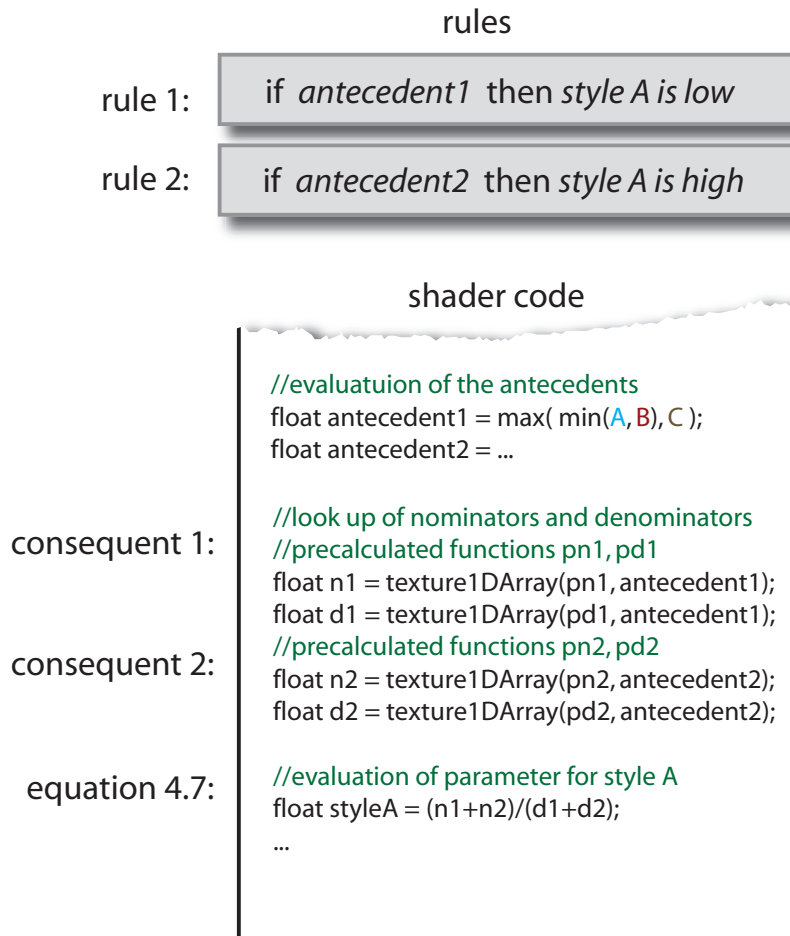 rules
rule 1: if antecedent1 then style A is low
rule 2: if antecedent2 then style A is high
shader code
//evaluatuion of the antecedents
float antecedent1 = max( min(A, B), C );
float antecedent2 = ...
//look up of nominators and denominators
consequent 1: //precalculated functions pn1, pd1
float n1 = texture1DArray(pn1, antecedent1);
float d1 = texture1DArray(pd1, antecedent1);
//precalculated functions pn2, pd2
consequent 2: float n2 = texture1DArray(pn2, antecedent2);
float d2 = texture1DArray(pd2, antecedent2);
//evaluation of parameter for style A
equation 4.7: float styleA = (n1+n2)/(d1+d2);
...